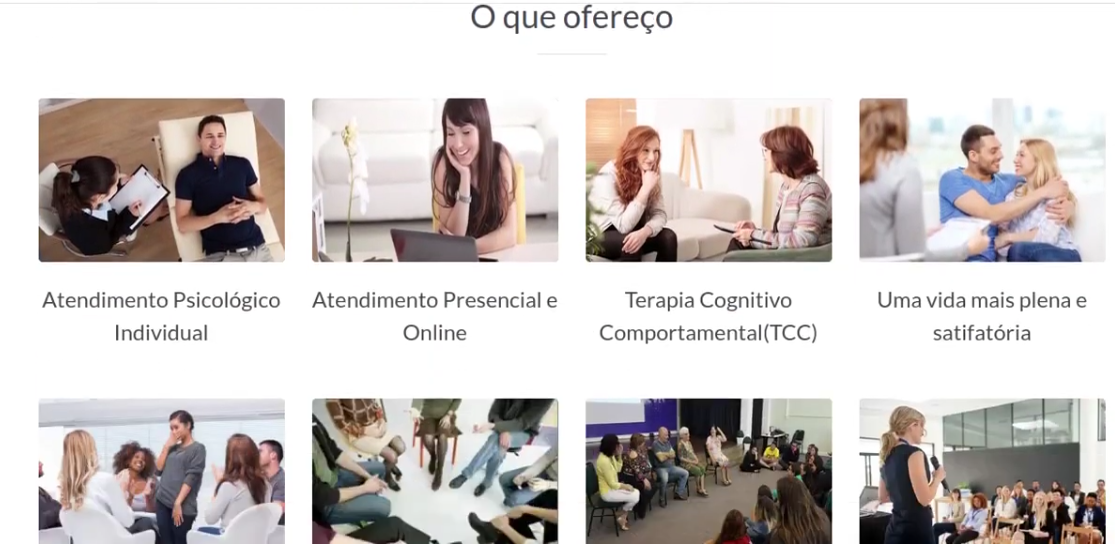 O que ofereço
Atendimento Psicológico
Individual
Atendimento Presencial e
Online
Terapia Cognitivo
Comportamental(TCC)
Uma vida mais plena e
satifatória